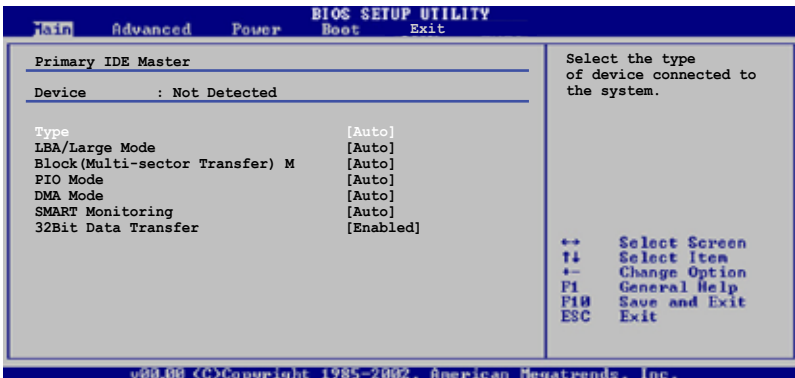 BIOS SETUP UTILITY
Main Advanced Power Boot Exit
Primary IDE Master
Device : Not Detected
Type [Auto]
LBA/Large Mode [Auto]
Block(Multi-sector Transfer) M [Auto]
PIO Mode [Auto]
DMA Mode [Auto]
SMART Monitoring [Auto]
32Bit Data Transfer [Enabled]
Select the type
of device connected to
the system.
↔ Select Screen
↑↓ Select Item
+- Change Option
F1 General Help
F10 Save and Exit
ESC Exit
v00.00 (C)Copyright 1985-2002, American Megatrends, Inc.